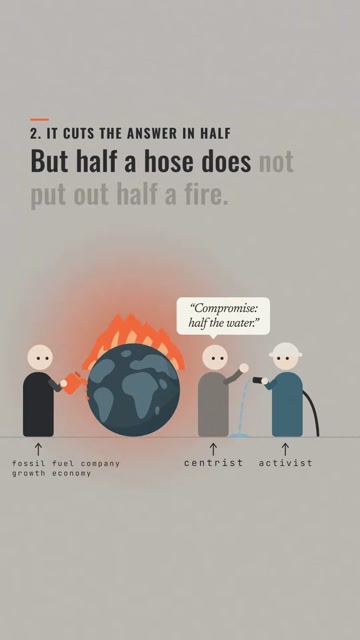 2. IT CUTS THE ANSWER IN HALF
But half a hose does not
put out half a fire.
“Compromise:
half the water.”
fossil fuel company
growth economy
centrist
activist